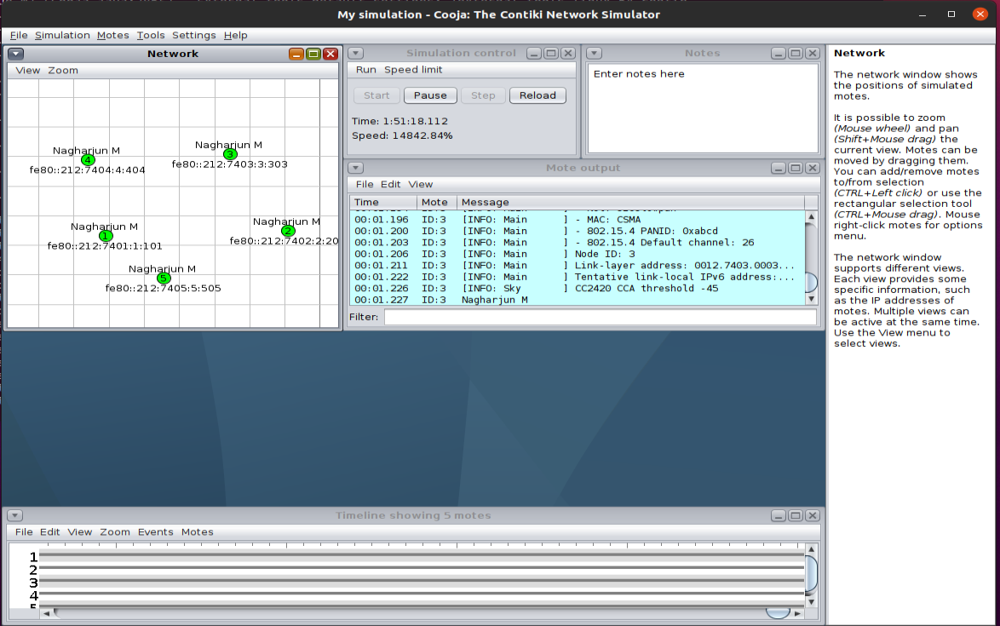 My simulation - Cooja: The Contiki Network Simulator
File Simulation Motes Tools Settings Help
Network
View Zoom
Nagharjun M
4
fe80::212:7404:4:404
Nagharjun M
3
fe80::212:7403:3:303
Nagharjun M
1
fe80::212:7401:1:101
Nagharjun M
2
fe80::212:7402:2:20
Nagharjun M
5
fe80::212:7405:5:505
Simulation control
Run Speed limit
Start Pause Step Reload
Time: 1:51:18.112
Speed: 14842.84%
Notes
Enter notes here
Mote output
File Edit View
Time Mote Message
00:01.196 ID:3 [INFO: Main ] - MAC: CSMA
00:01.200 ID:3 [INFO: Main ] - 802.15.4 PANID: 0xabcd
00:01.203 ID:3 [INFO: Main ] - 802.15.4 Default channel: 26
00:01.206 ID:3 [INFO: Main ] Node ID: 3
00:01.211 ID:3 [INFO: Main ] Link-layer address: 0012.7403.0003...
00:01.222 ID:3 [INFO: Main ] Tentative link-local IPv6 address:...
00:01.226 ID:3 [INFO: Sky ] CC2420 CCA threshold -45
00:01.227 ID:3 Nagharjun M
Filter:
Network
The network window shows
the positions of simulated
motes.
It is possible to zoom
(Mouse wheel) and pan
(Shift+Mouse drag) the
current view. Motes can be
moved by dragging them.
You can add/remove motes
to/from selection
(CTRL+Left click) or use the
rectangular selection tool
(CTRL+Mouse drag). Mouse
right-click motes for options
menu.
The network window
supports different views.
Each view provides some
specific information, such
as the IP addresses of
motes. Multiple views can
be active at the same time.
Use the View menu to
select views.
Timeline showing 5 motes
File Edit View Zoom Events Motes
1
2
3
4
5